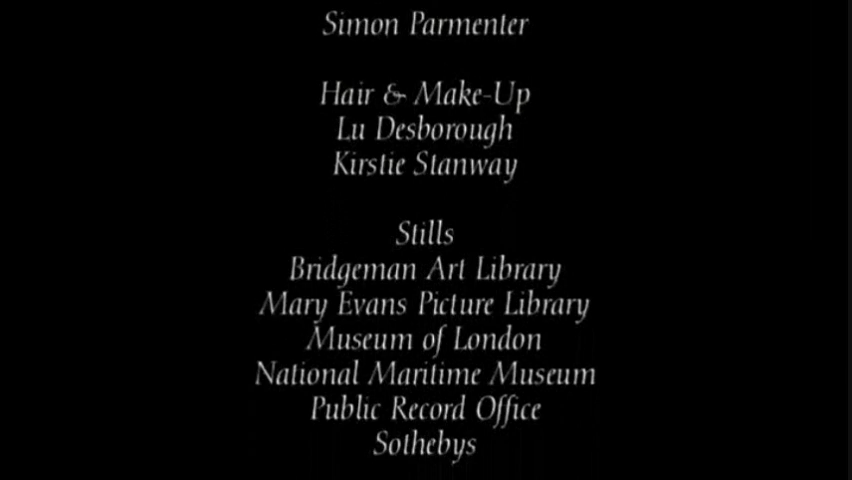 Simon Parmenter
Hair & Make-Up
Lu Desborough
Kirstie Stanway
Stills
Bridgeman Art Library
Mary Evans Picture Library
Museum of London
National Maritime Museum
Public Record Office
Sothebys